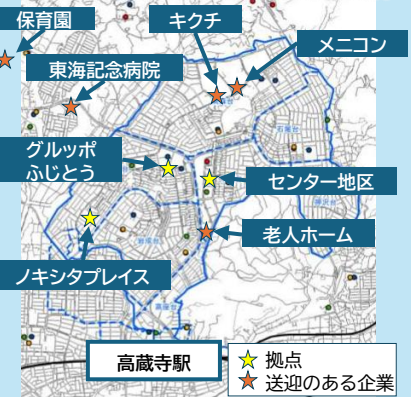 保育園
キクチ
メニコン
東海記念病院
グルッポ
ふじとう
センター地区
老人ホーム
ノキシタプレイス
高蔵寺駅
拠点
送迎のある企業